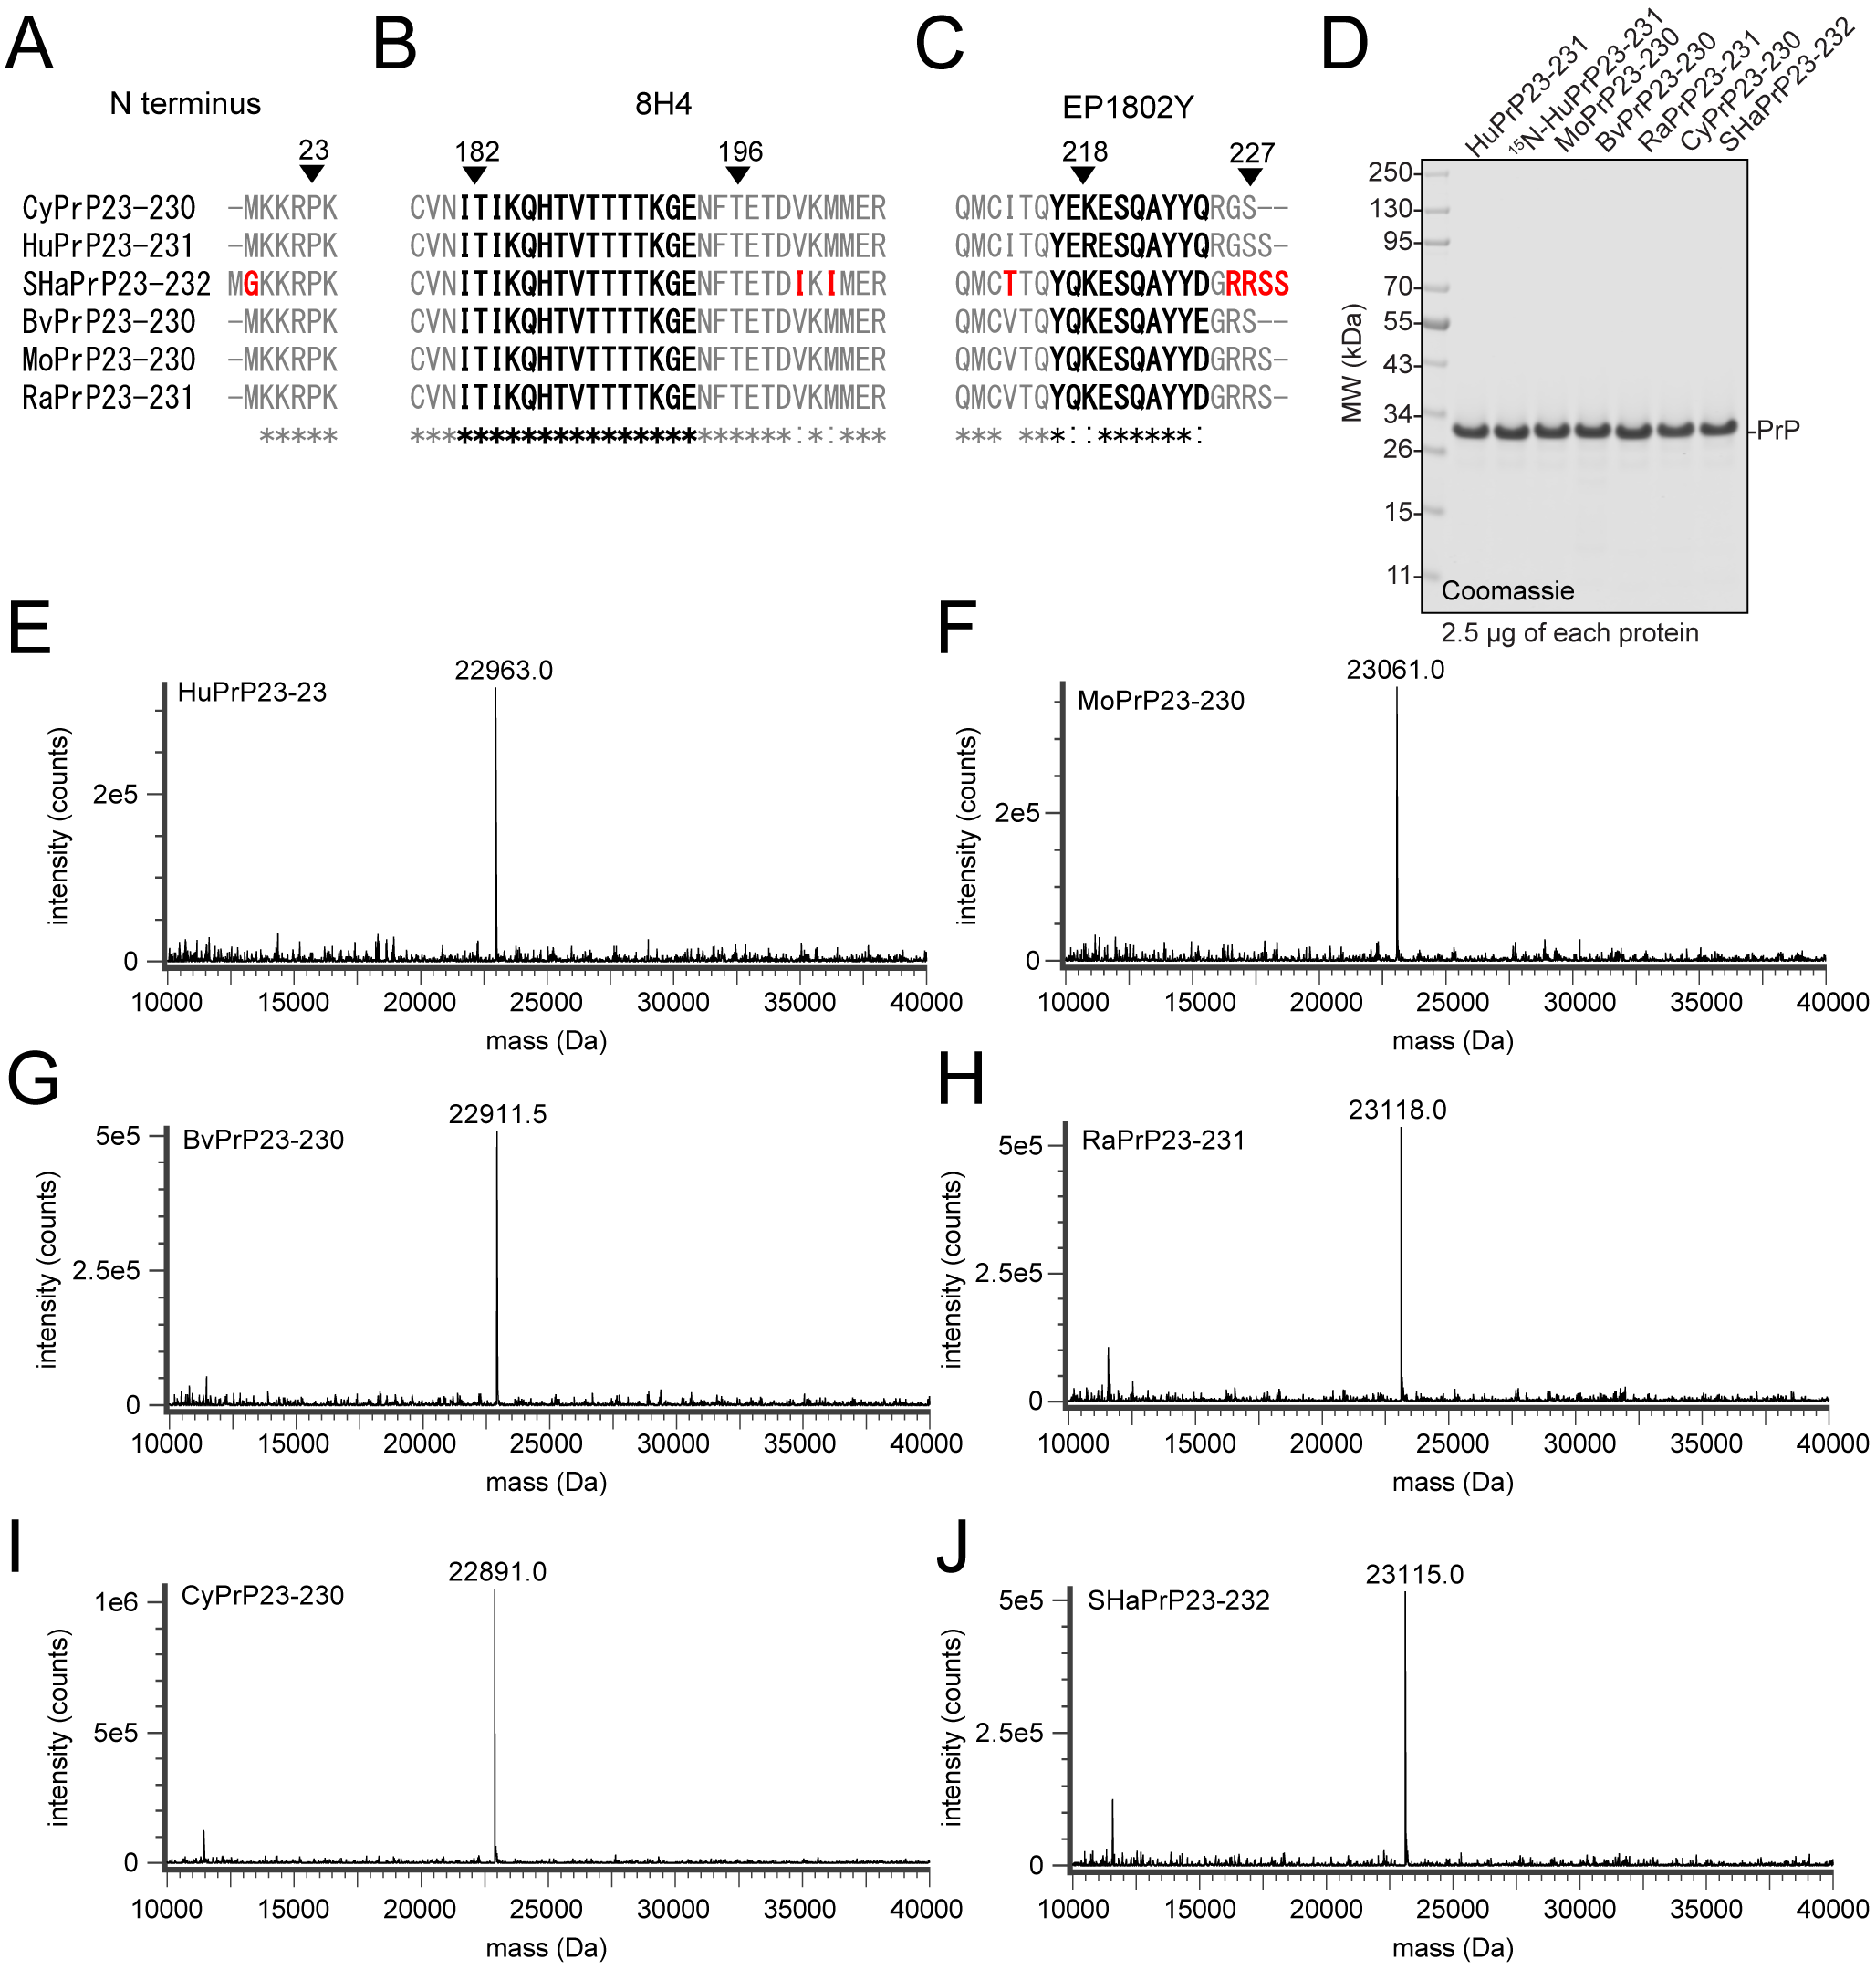 A
B
C
D
N terminus
8H4
EP1802Y
23
182
196
218
227
CyPrP23-230 -MKKRPK CVNITIKQHTVTTTTKGENFTETDVKMMER QMCITQYEKESQAYYQRGS--
HuPrP23-231 -MKKRPK CVNITIKQHTVTTTTKGENFTETDVKMMER QMCITQYERESQAYYQRGSS-
SHaPrP23-232 MGKKRPK CVNITIKQHTVTTTTKGENFTETDIKIMER QMCTTQYQKESQAYYDGRRSS
BvPrP23-230 -MKKRPK CVNITIKQHTVTTTTKGENFTETDVKMMER QMCVTQYQKESQAYYEGRS--
MoPrP23-230 -MKKRPK CVNITIKQHTVTTTTKGENFTETDVKMMER QMCVTQYQKESQAYYDGRRS-
RaPrP23-231 -MKKRPK CVNITIKQHTVTTTTKGENFTETDVKMMER QMCVTQYQKESQAYYDGRRS-
***** *********************** *:*:*** *** ***::******:
HuPrP23-231
15N-HuPrP23-231
MoPrP23-230
BvPrP23-230
RaPrP23-231
CyPrP23-230
SHaPrP23-232
MW (kDa)
250
130
95
70
55
43
34
26
15
11
-PrP
Coomassie
2.5 µg of each protein
E
22963.0
HuPrP23-23
intensity (counts)
2e5
0
10000 15000 20000 25000 30000 35000 40000
mass (Da)
F
23061.0
MoPrP23-230
intensity (counts)
2e5
0
10000 15000 20000 25000 30000 35000 40000
mass (Da)
G
22911.5
BvPrP23-230
intensity (counts)
5e5
2.5e5
0
10000 15000 20000 25000 30000 35000 40000
mass (Da)
H
23118.0
RaPrP23-231
intensity (counts)
5e5
2.5e5
0
10000 15000 20000 25000 30000 35000 40000
mass (Da)
I
22891.0
CyPrP23-230
intensity (counts)
1e6
5e5
0
10000 15000 20000 25000 30000 35000 40000
mass (Da)
J
23115.0
SHaPrP23-232
intensity (counts)
5e5
2.5e5
0
10000 15000 20000 25000 30000 35000 40000
mass (Da)